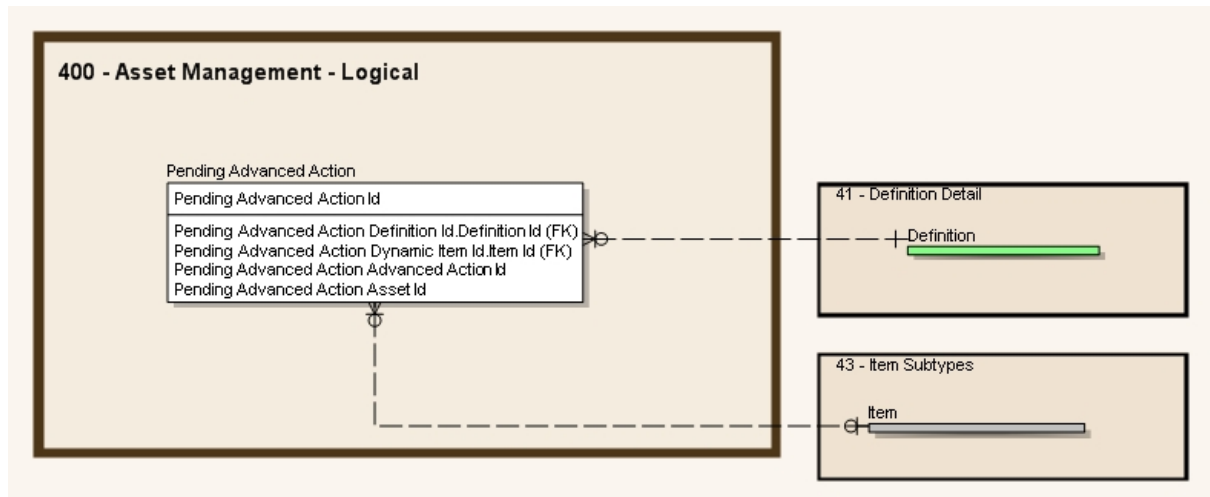 400 - Asset Management - Logical
Pending Advanced Action
Pending Advanced Action Id
Pending Advanced Action Definition Id.Definition Id (FK)
Pending Advanced Action Dynamic Item Id.Item Id (FK)
Pending Advanced Action Advanced Action Id
Pending Advanced Action Asset Id
41 - Definition Detail
Definition
43 - Item Subtypes
Item